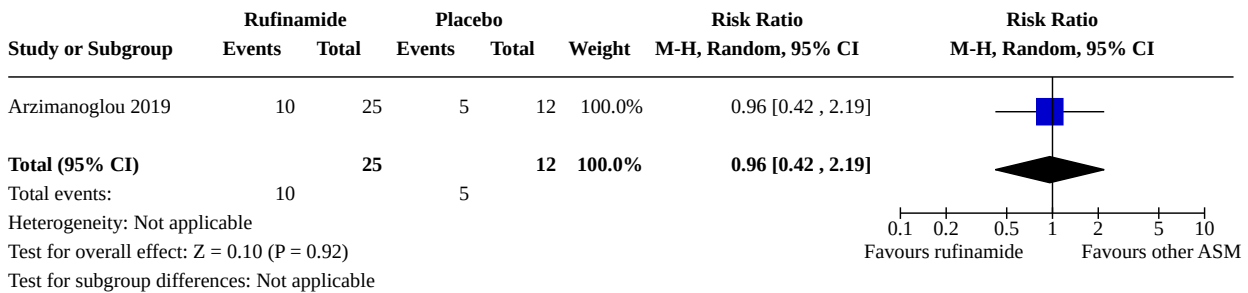 Rufinamide Placebo Risk Ratio Risk Ratio
Study or Subgroup Events Total Events Total Weight M-H, Random, 95% CI M-H, Random, 95% CI
Arzimanoglou 2019 10 25 5 12 100.0% 0.96 [0.42 , 2.19]
Total (95% CI) 25 12 100.0% 0.96 [0.42 , 2.19]
Total events: 10 5
Heterogeneity: Not applicable
0.1 0.2 0.5 1 2 5 10
Test for overall effect: Z = 0.10 (P = 0.92) Favours rufinamide Favours other ASM
Test for subgroup differences: Not applicable